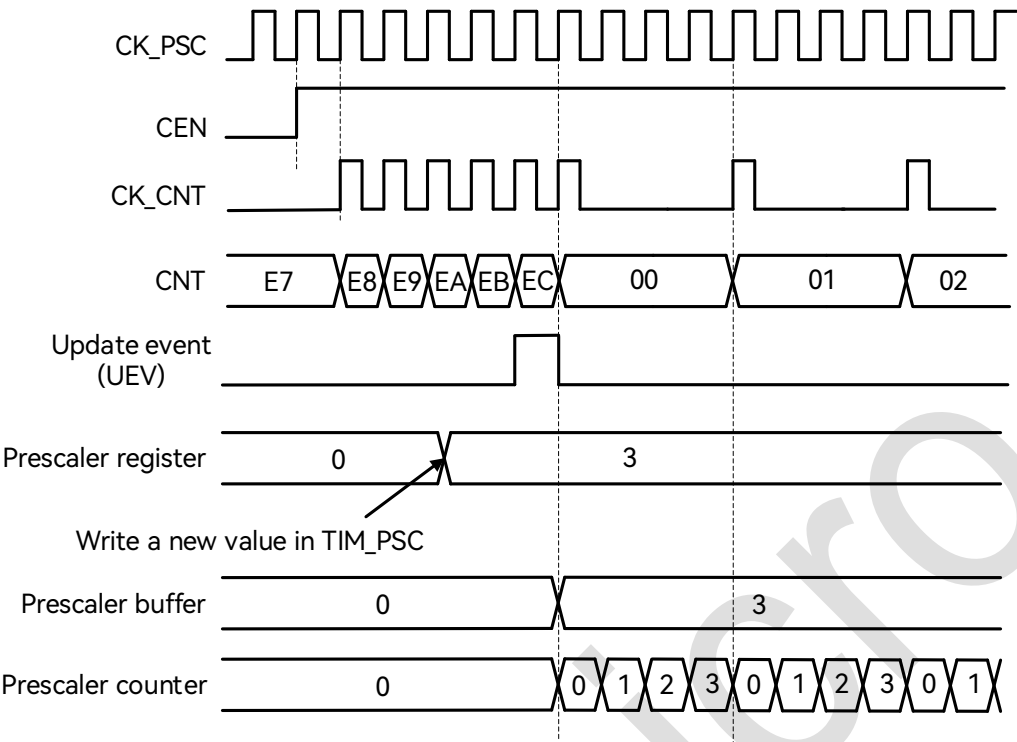 CK_PSC
CEN
CK_CNT
CNT E7 E8 E9 EA EB EC 00 01 02
Update event
(UEV)
Prescaler register 0 3
Write a new value in TIM_PSC
Prescaler buffer 0 3
Prescaler counter 0 0 1 2 3 0 1 2 3 0 1
icro